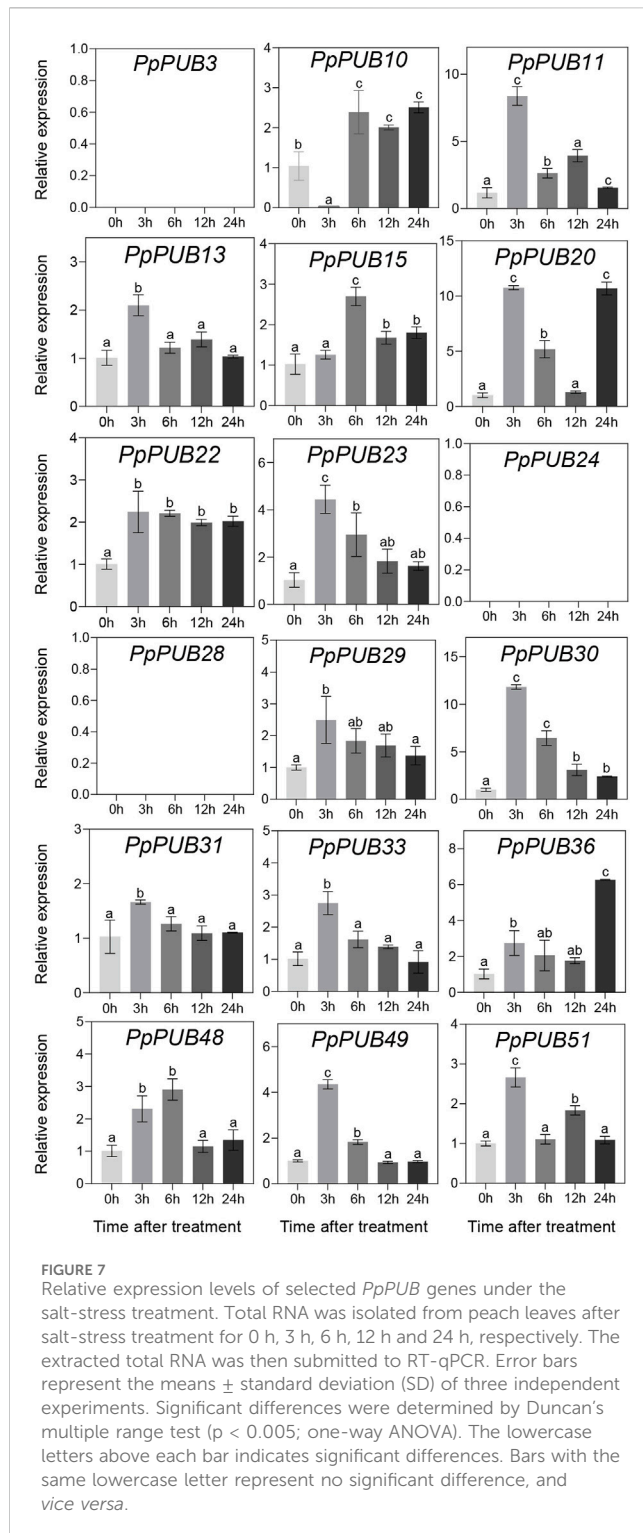 PpPUB3
PpPUB10
PpPUB11
Relative expression
1.0
0.8
0.6
0.4
0.2
0.0
0h 3h 6h 12h 24h
4
3
2
1
0
b
a
c
c
c
0h 3h 6h 12h 24h
10
5
0
a
c
b
a
c
0h 3h 6h 12h 24h
PpPUB13
PpPUB15
PpPUB20
Relative expression
3
2
1
0
a
b
a
a
a
0h 3h 6h 12h 24h
4
3
2
1
0
a
a
c
b
b
0h 3h 6h 12h 24h
15
10
5
0
a
c
b
a
c
0h 3h 6h 12h 24h
PpPUB22
PpPUB23
PpPUB24
Relative expression
4
3
2
1
0
a
b
b
b
b
0h 3h 6h 12h 24h
6
4
2
0
a
c
b
ab
ab
0h 3h 6h 12h 24h
1.0
0.8
0.6
0.4
0.2
0.0
0h 3h 6h 12h 24h
PpPUB28
PpPUB29
PpPUB30
Relative expression
1.0
0.8
0.6
0.4
0.2
0.0
0h 3h 6h 12h 24h
5
4
3
2
1
0
a
b
ab
ab
a
0h 3h 6h 12h 24h
15
10
5
0
a
c
c
b
b
0h 3h 6h 12h 24h
PpPUB31
PpPUB33
PpPUB36
Relative expression
3
2
1
0
a
b
a
a
a
0h 3h 6h 12h 24h
5
4
3
2
1
0
a
b
a
a
a
0h 3h 6h 12h 24h
8
6
4
2
0
a
b
ab
ab
c
0h 3h 6h 12h 24h
PpPUB48
PpPUB49
PpPUB51
Relative expression
5
4
3
2
1
0
a
b
b
a
a
0h 3h 6h 12h 24h
6
4
2
0
a
c
b
a
a
0h 3h 6h 12h 24h
4
3
2
1
0
a
c
a
b
a
0h 3h 6h 12h 24h
Time after treatment
Time after treatment
Time after treatment
FIGURE 7
Relative expression levels of selected PpPUB genes under the
salt-stress treatment. Total RNA was isolated from peach leaves after
salt-stress treatment for 0 h, 3 h, 6 h, 12 h and 24 h, respectively. The
extracted total RNA was then submitted to RT-qPCR. Error bars
represent the means ± standard deviation (SD) of three independent
experiments. Significant differences were determined by Duncan's
multiple range test (p < 0.005; one-way ANOVA). The lowercase
letters above each bar indicates significant differences. Bars with the
same lowercase letter represent no significant difference, and
vice versa.